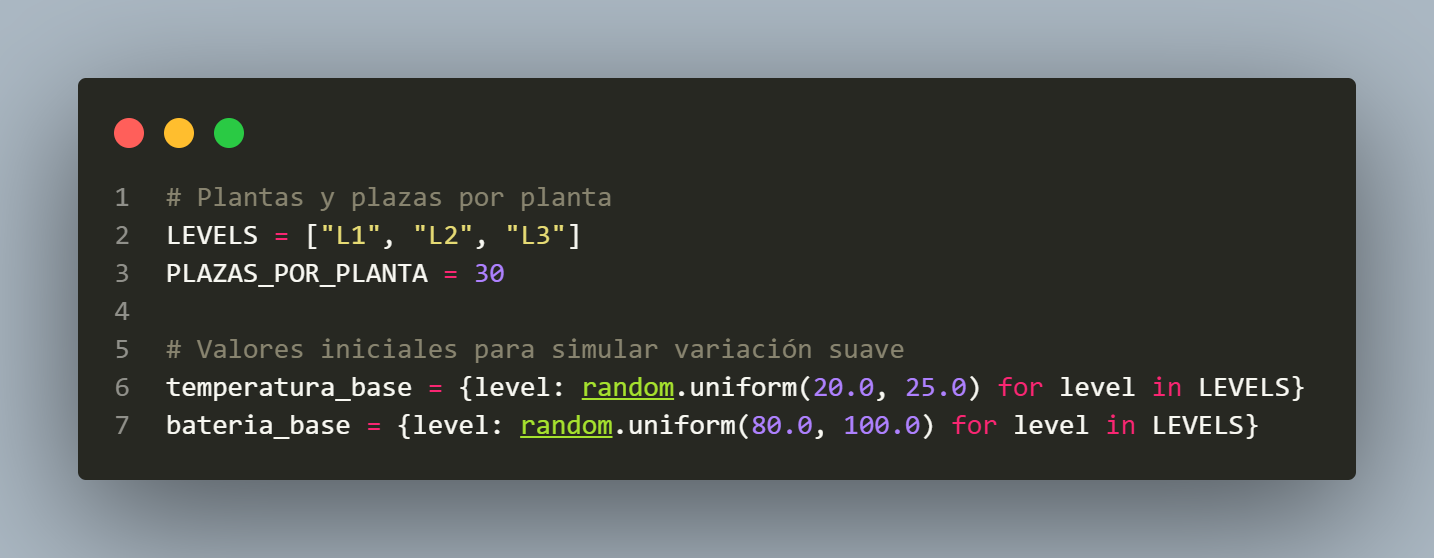 1 # Plantas y plazas por planta
2 LEVELS = ["L1", "L2", "L3"]
3 PLAZAS_POR_PLANTA = 30
4
5 # Valores iniciales para simular variación suave
6 temperatura_base = {level: random.uniform(20.0, 25.0) for level in LEVELS}
7 bateria_base = {level: random.uniform(80.0, 100.0) for level in LEVELS}